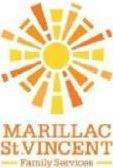 MARILLAC
St. VINCENT
Family Services